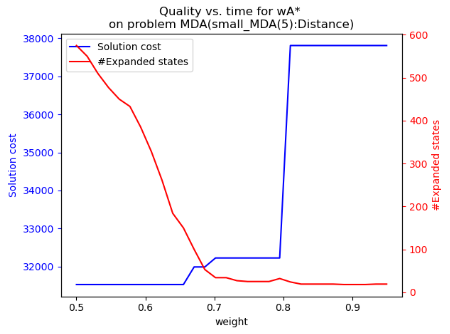 Quality vs. time for wA*
on problem MDA(small_MDA(5):Distance)
Solution cost
#Expanded states
38000
37000
36000
35000
34000
33000
32000
Solution cost
600
500
400
300
200
100
0
#Expanded states
0.5 0.6 0.7 0.8 0.9
weight